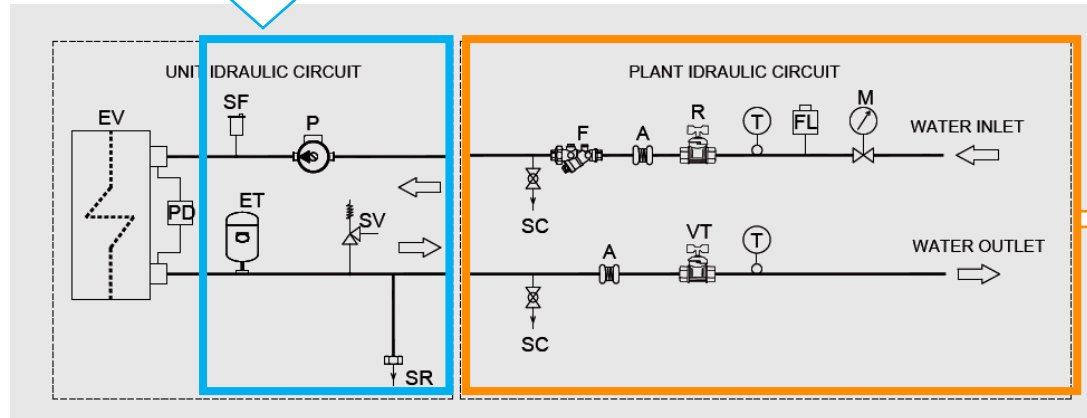 UNIT IDRAULIC CIRCUIT
PLANT IDRAULIC CIRCUIT
EV
SF
P
F
A
R
T
FL
M
WATER INLET
PD
ET
SV
SC
A
VT
T
WATER OUTLET
SC
SR